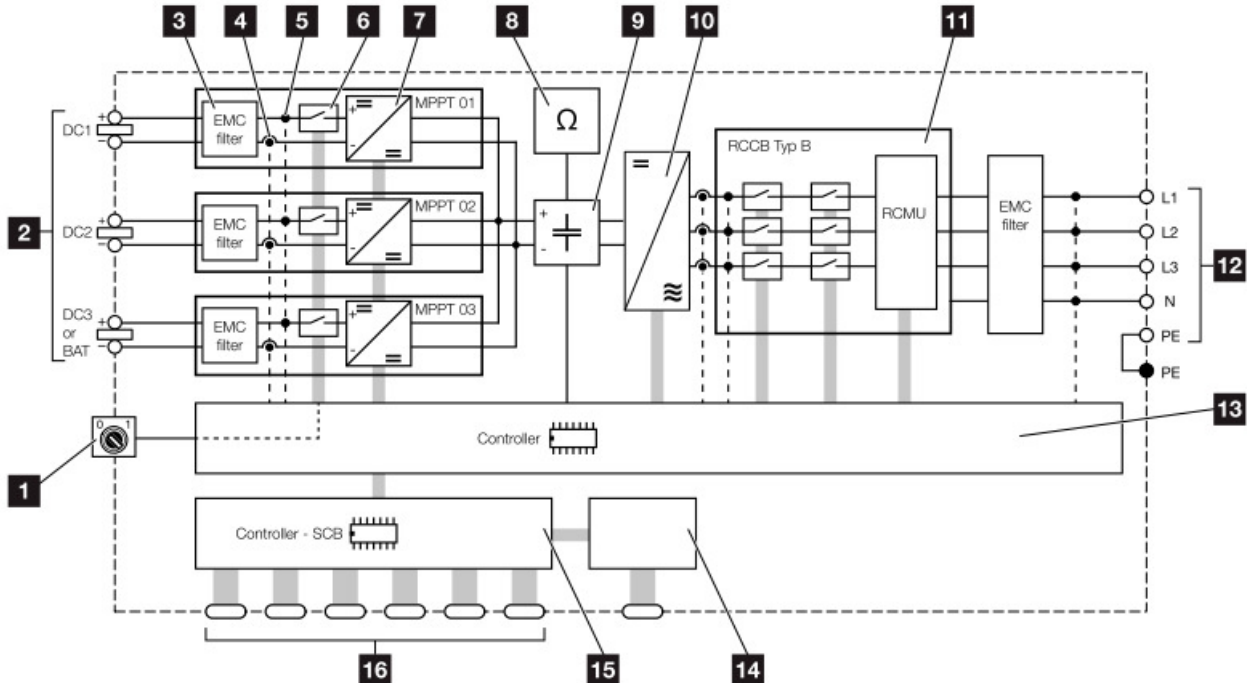 3
4
5
6
7
8
9
10
11
MPPT 01
EMC
filter
+
-
DC1
+
−
Ω
RCCB Typ B
MPPT 02
EMC
filter
+
-
2
DC2
+
−
+
-
RCMU
EMC
filter
L1
L2
L3
N
PE
PE
12
MPPT 03
EMC
filter
+
-
DC3
or
BAT
+
−
0 1
1
Controller
13
Controller - SCB
16
15
14